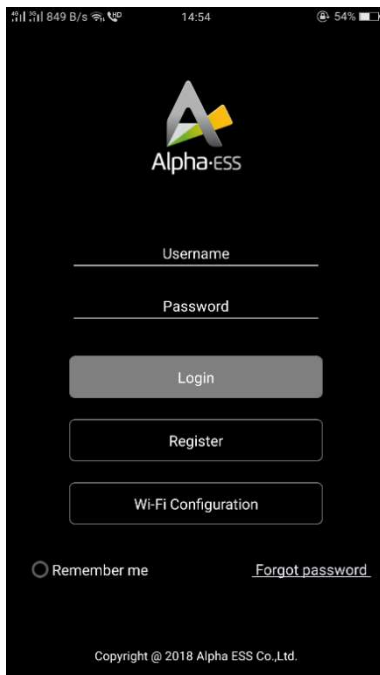 849 B/s 14:54 54%
Alpha·ESS
Username
Password
Login
Register
Wi-Fi Configuration
Remember me Forgot password
Copyright @ 2018 Alpha ESS Co.,Ltd.